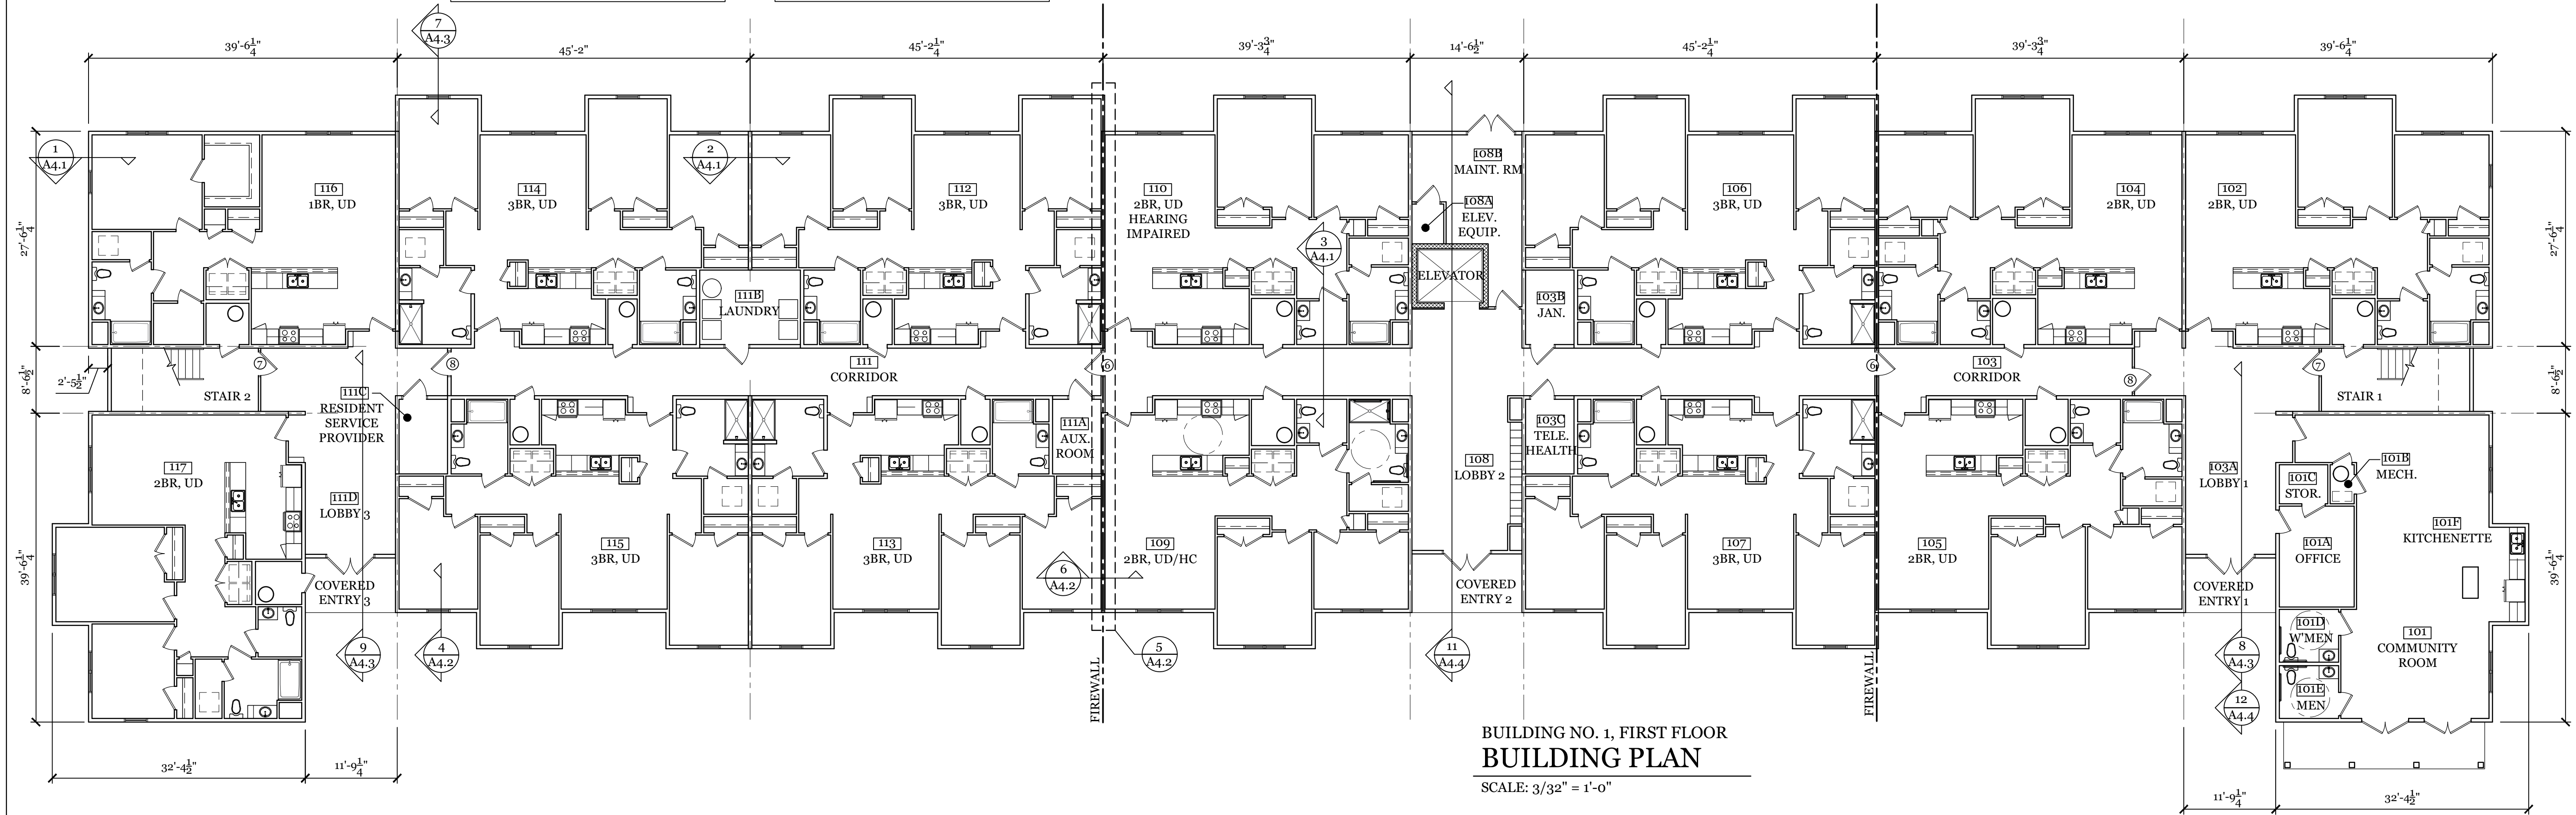 7
A4.3
39'-6 1/4"
45'-2"
45'-2 1/4"
39'-3 3/4"
14'-6 1/2"
45'-2 1/4"
39'-3 3/4"
39'-6 1/4"
1
A4.1
2
A4.1
108B
MAINT. RM
116
1BR, UD
114
3BR, UD
112
3BR, UD
110
2BR, UD
HEARING
IMPAIRED
108A
ELEV.
EQUIP.
106
3BR, UD
104
2BR, UD
102
2BR, UD
27'-6 1/4"
27'-6 1/4"
3
A4.1
ELEVATOR
111B
LAUNDRY
103B
JAN.
8'-6 1/2"
2'-5 1/2"
STAIR 2
7
8
111
CORRIDOR
6
6
103
CORRIDOR
8
7
STAIR 1
8'-6 1/2"
111C
RESIDENT
SERVICE
PROVIDER
111A
AUX.
ROOM
103C
TELE.
HEALTH
117
2BR, UD
111D
LOBBY 3
108
LOBBY 2
103A
LOBBY 1
101C
STOR.
101B
MECH.
39'-6 1/4"
115
3BR, UD
113
3BR, UD
109
2BR, UD/HC
107
3BR, UD
105
2BR, UD
101A
OFFICE
101F
KITCHENETTE
39'-6 1/4"
6
A4.2
COVERED
ENTRY 3
COVERED
ENTRY 2
COVERED
ENTRY 1
101D
W'MEN
101
COMMUNITY
ROOM
101E
MEN
9
A4.3
4
A4.2
FIREWALL
5
A4.2
11
A4.4
FIREWALL
8
A4.3
12
A4.4
32'-4 1/2"
11'-9 1/4"
BUILDING NO. 1, FIRST FLOOR
BUILDING PLAN
SCALE: 3/32" = 1'-0"
11'-9 1/4"
32'-4 1/2"